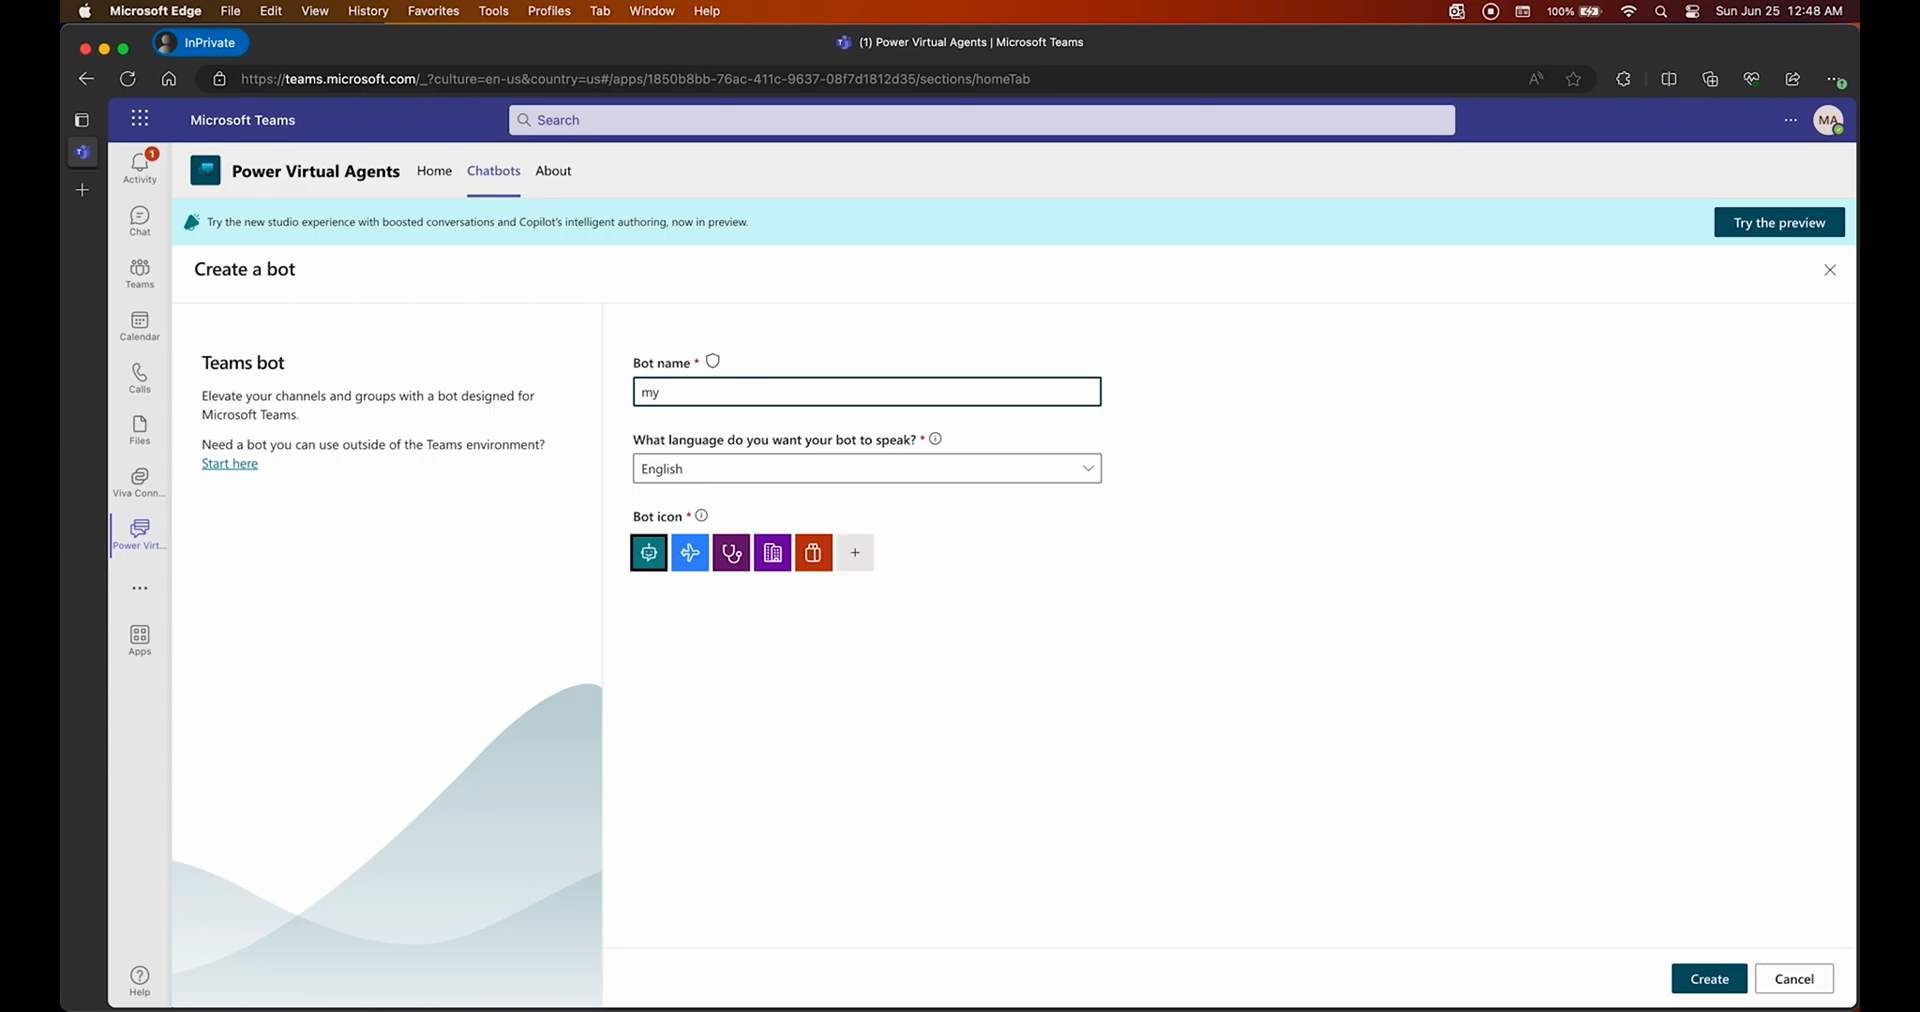 Microsoft Edge File Edit View History Favorites Tools Profiles Tab Window Help 100% Sun Jun 25 12:48 AM
InPrivate (1) Power Virtual Agents | Microsoft Teams
https://teams.microsoft.com/_?culture=en-us&country=us#/apps/1850b8bb-76ac-411c-9637-08f7d1812d35/sections/homeTab
Microsoft Teams Search MA
1
Activity
Power Virtual Agents Home Chatbots About
Try the new studio experience with boosted conversations and Copilot's intelligent authoring, now in preview. Try the preview
Chat
Create a bot
Teams
Calendar
Teams bot
Bot name *
Calls
Elevate your channels and groups with a bot designed for
Microsoft Teams.
my
Files
Need a bot you can use outside of the Teams environment?
Start here
What language do you want your bot to speak? *
English
Viva Conn...
Bot icon *
Power Virt...
Apps
Help
Create Cancel